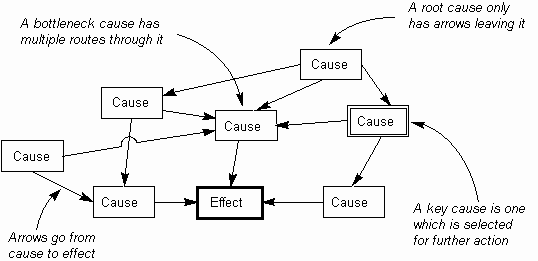 A bottleneck cause has
multiple routes through it
A root cause only
has arrows leaving it
Cause
Cause
Cause
Cause
Cause
Cause
Effect
Cause
Arrows go from
cause to effect
A key cause is one
which is selected
for further action